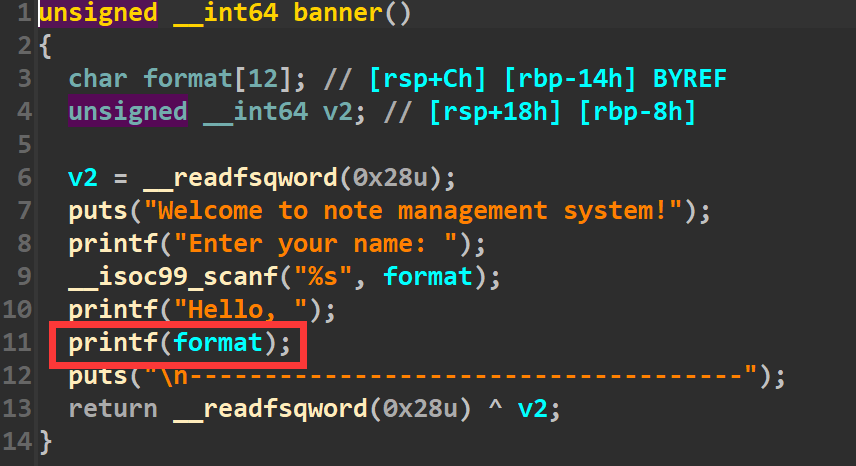 1 unsigned __int64 banner()
2 {
3 char format[12]; // [rsp+Ch] [rbp-14h] BYREF
4 unsigned __int64 v2; // [rsp+18h] [rbp-8h]
5
6 v2 = __readfsqword(0x28u);
7 puts("Welcome to note management system!");
8 printf("Enter your name: ");
9 __isoc99_scanf("%s", format);
10 printf("Hello, ");
11 printf(format);
12 puts("\n-------------------------------------");
13 return __readfsqword(0x28u) ^ v2;
14 }